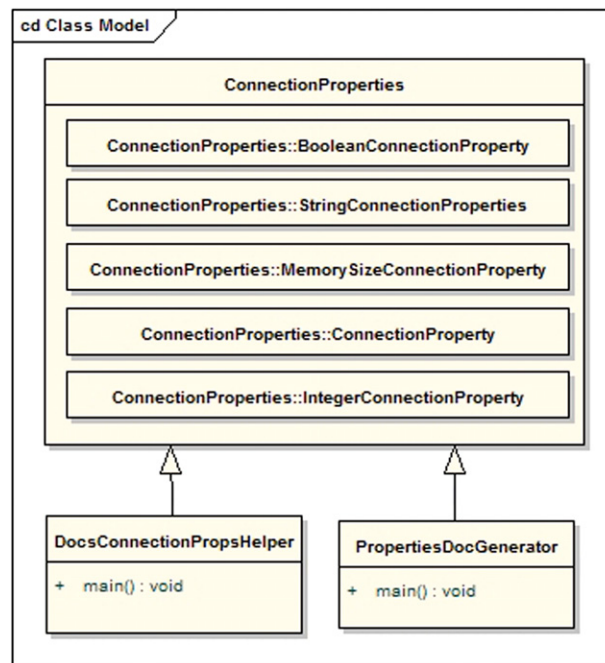 cd Class Model
ConnectionProperties
ConnectionProperties::BooleanConnectionProperty
ConnectionProperties::StringConnectionProperties
ConnectionProperties::MemorySizeConnectionProperty
ConnectionProperties::ConnectionProperty
ConnectionProperties::IntegerConnectionProperty
DocsConnectionPropsHelper
+ main() : void
PropertiesDocGenerator
+ main() : void